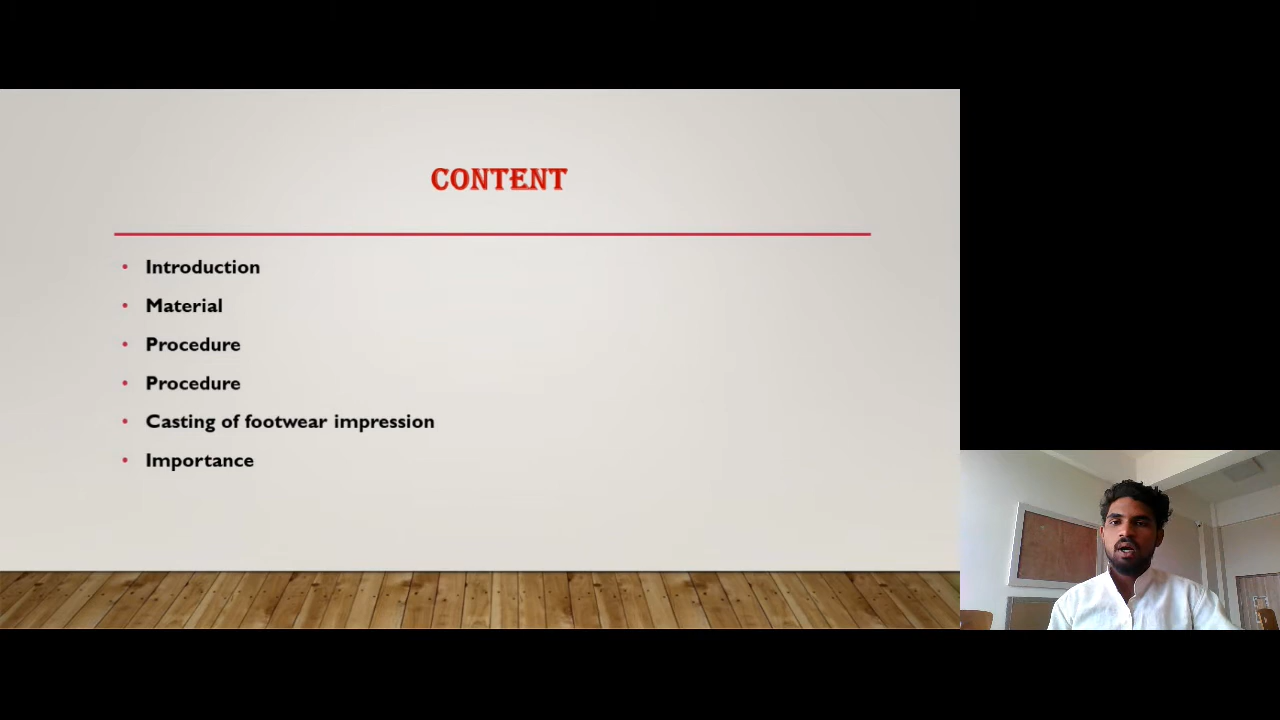 CONTENT
Introduction
Material
Procedure
Procedure
Casting of footwear impression
Importance